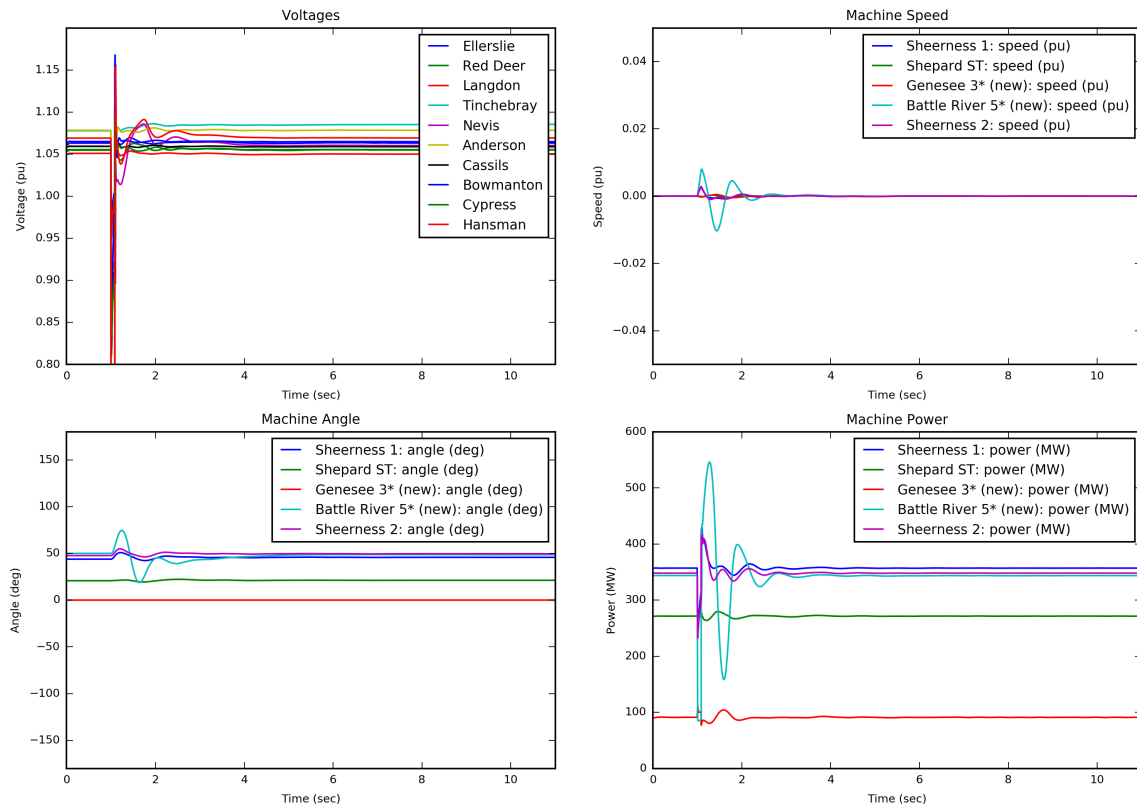 Voltages
Voltage (pu)
1.15
1.10
1.05
1.00
0.95
0.90
0.85
0.80
0 2 4 6 8 10
Time (sec)
Ellerslie
Red Deer
Langdon
Tinchebray
Nevis
Anderson
Cassils
Bowmanton
Cypress
Hansman
Machine Speed
Speed (pu)
0.04
0.02
0.00
−0.02
−0.04
0 2 4 6 8 10
Time (sec)
Sheerness 1: speed (pu)
Shepard ST: speed (pu)
Genesee 3* (new): speed (pu)
Battle River 5* (new): speed (pu)
Sheerness 2: speed (pu)
Machine Angle
Angle (deg)
150
100
50
0
−50
−100
−150
0 2 4 6 8 10
Time (sec)
Sheerness 1: angle (deg)
Shepard ST: angle (deg)
Genesee 3* (new): angle (deg)
Battle River 5* (new): angle (deg)
Sheerness 2: angle (deg)
Machine Power
Power (MW)
600
500
400
300
200
100
0
0 2 4 6 8 10
Time (sec)
Sheerness 1: power (MW)
Shepard ST: power (MW)
Genesee 3* (new): power (MW)
Battle River 5* (new): power (MW)
Sheerness 2: power (MW)